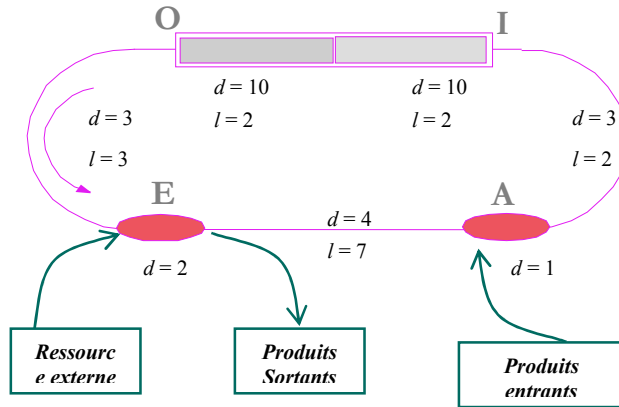 O
I
d = 10
l = 2
d = 10
l = 2
d = 3
l = 3
d = 3
l = 2
E
A
d = 4
l = 7
d = 2
d = 1
Ressourc
e externe
Produits
Sortants
Produits
entrants